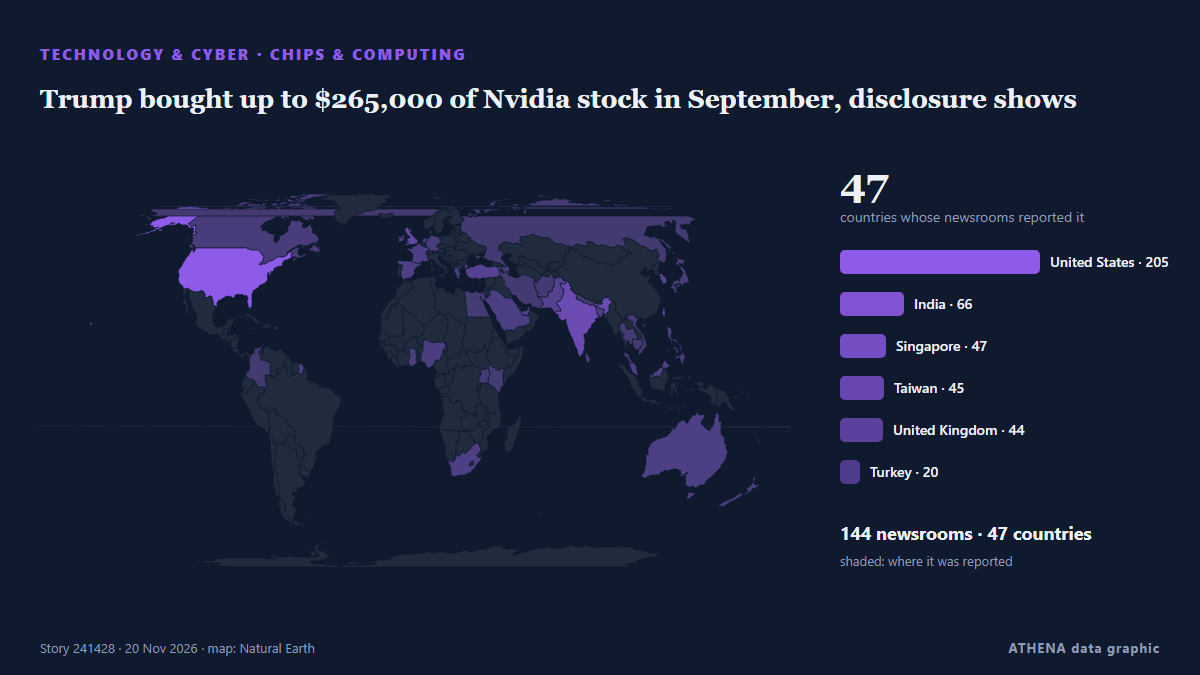 TECHNOLOGY & CYBER · CHIPS & COMPUTING
Trump bought up to $265,000 of Nvidia stock in September, disclosure shows
47
countries whose newsrooms reported it
United States · 205
India · 66
Singapore · 47
Taiwan · 45
United Kingdom · 44
Turkey · 20
144 newsrooms · 47 countries
shaded: where it was reported
Story 241428 · 20 Nov 2026 · map: Natural Earth
ATHENA data graphic